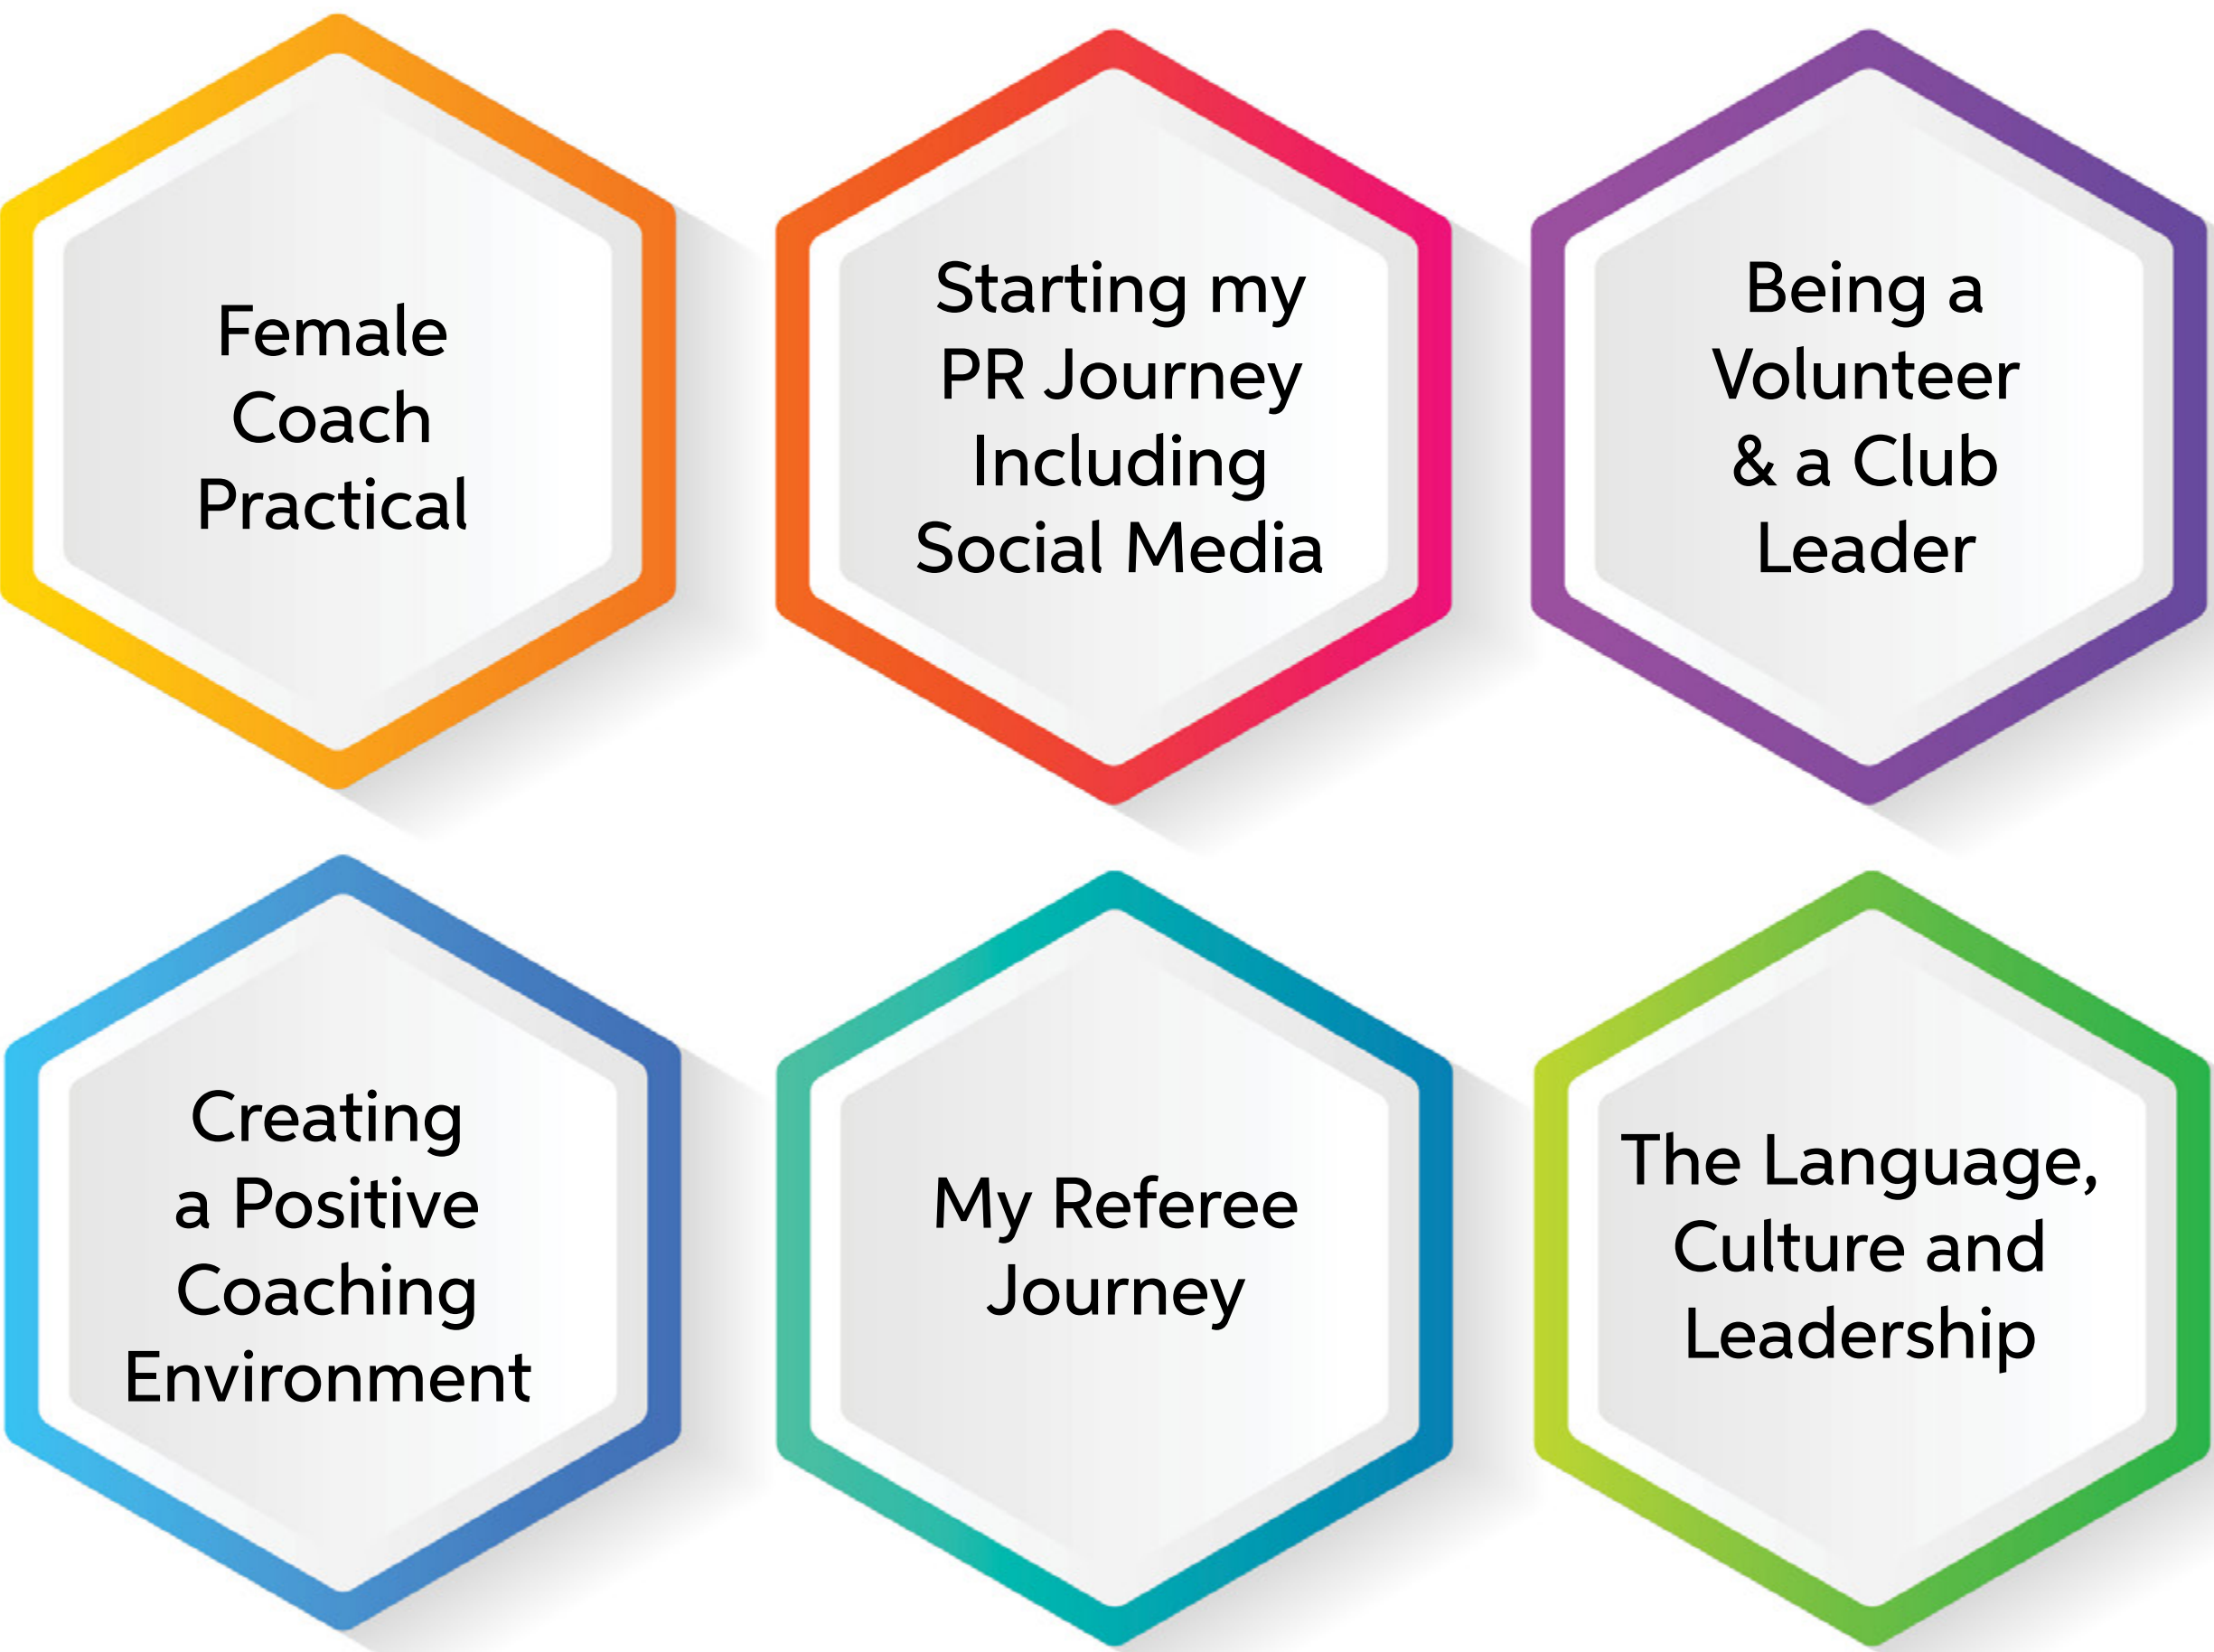 Female
Coach
Practical
Starting my
PR Journey
Including
Social Media
Being a
Volunteer
& a Club
Leader
Creating
a Positive
Coaching
Environment
My Referee
Journey
The Language,
Culture and
Leadership